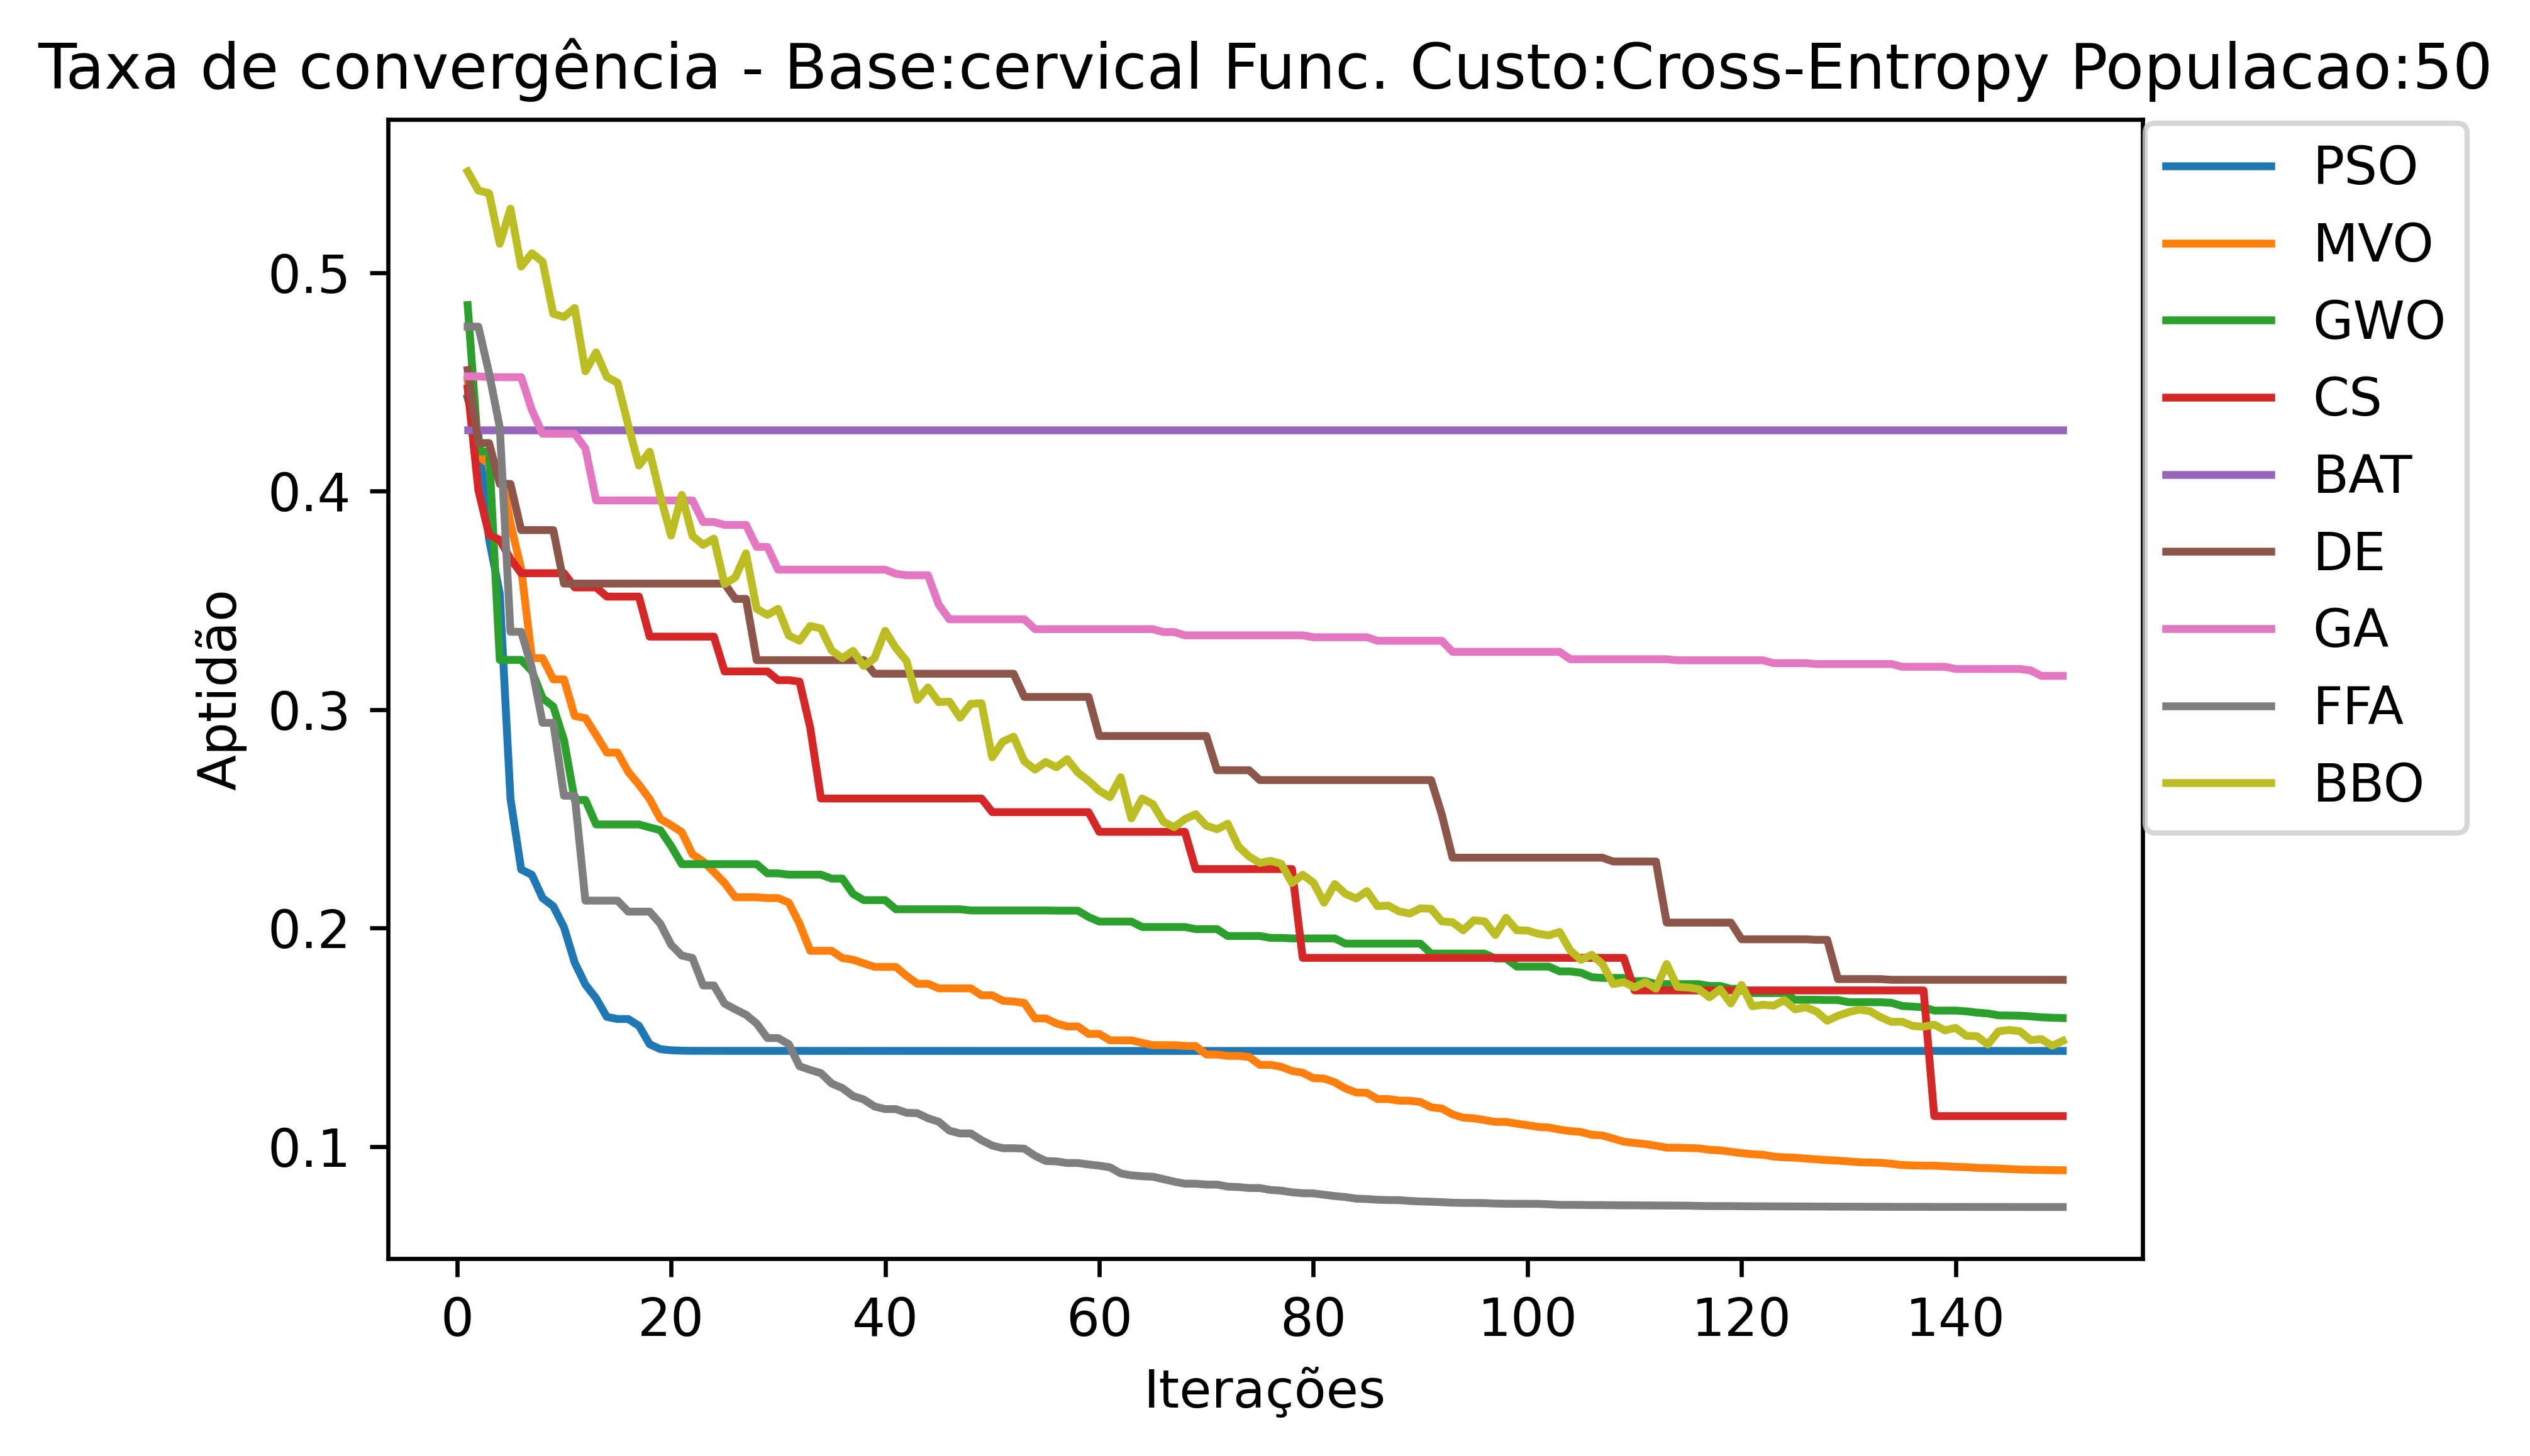 Taxa de convergência - Base:cervical Func. Custo:Cross-Entropy Populacao:50
PSO
MVO
GWO
CS
BAT
DE
GA
FFA
BBO
Aptidão
0.5
0.4
0.3
0.2
0.1
0 20 40 60 80 100 120 140
Iterações